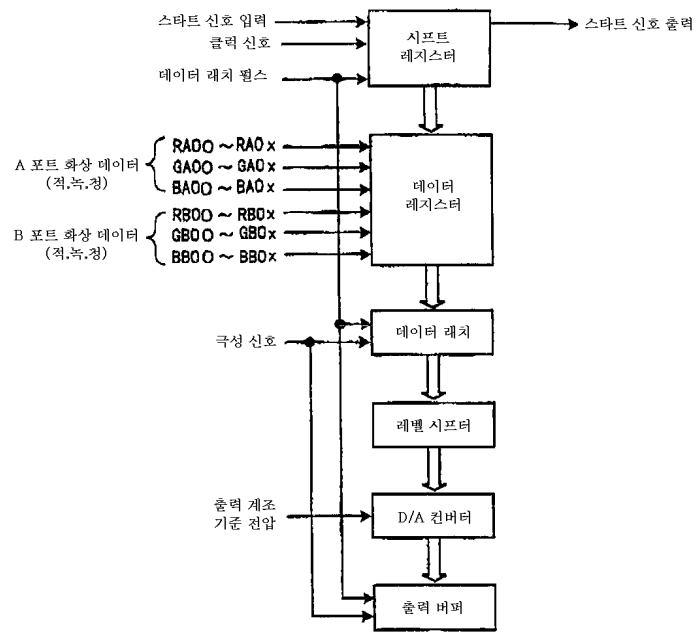 스타트 신호 입력
클럭 신호
데이터 래치 펄스
시프트
레지스터
스타트 신호 출력
A 포트 화상 데이터
(적.녹.청)
RA00 ~ RA0x
GA00 ~ GA0x
BA00 ~ BA0x
B 포트 화상 데이터
(적.녹.청)
RB00 ~ RB0x
GB00 ~ GB0x
BB00 ~ BB0x
데이터
레지스터
극성 신호
데이터 래치
레벨 시프터
출력 계조
기준 전압
D/A 컨버터
출력 버퍼